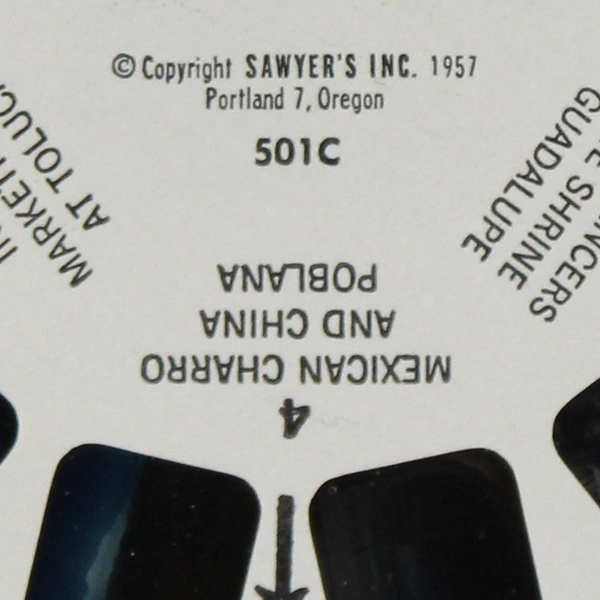 © Copyright SAWYER'S INC. 1957
Portland 7, Oregon
501C
4
MEXICAN CHARRO
AND CHINA
POBLANA
MARKET
AT TOLUC
SHRINE
GUADALUPE